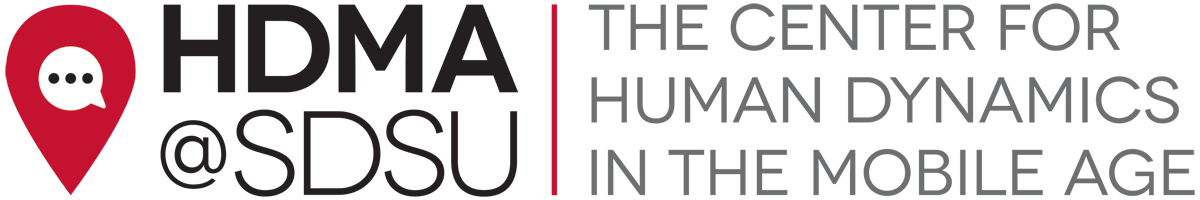 HDMA
@SDSU
THE CENTER FOR
HUMAN DYNAMICS
IN THE MOBILE AGE